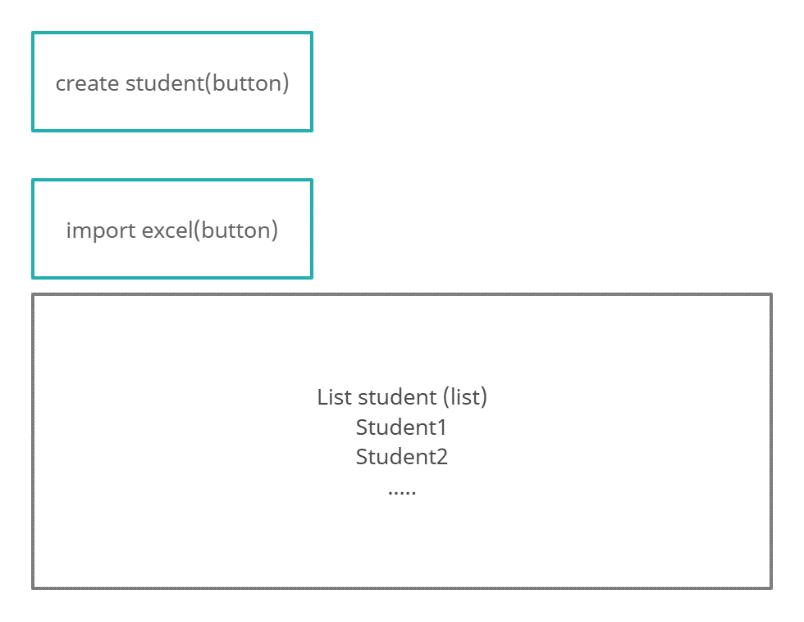 create student(button)
import excel(button)
List student (list)
Student1
Student2
.....